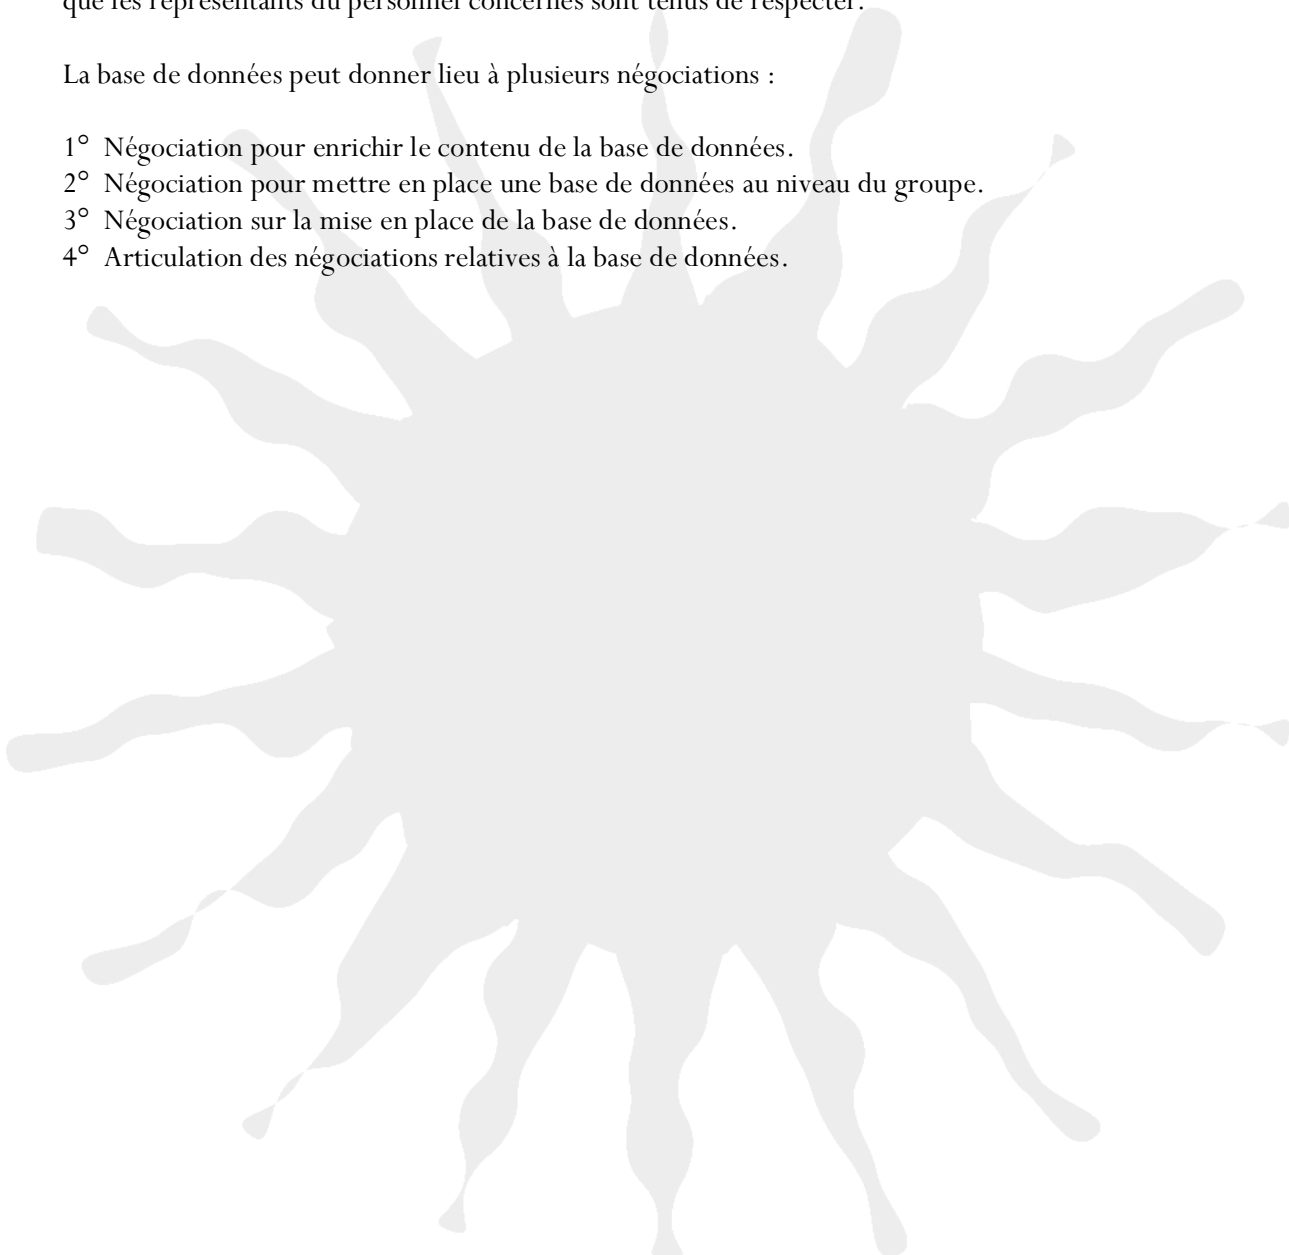 que les représentants du personnel concernés sont tenus de respecter.
La base de données peut donner lieu à plusieurs négociations :
1° Négociation pour enrichir le contenu de la base de données.
2° Négociation pour mettre en place une base de données au niveau du groupe.
3° Négociation sur la mise en place de la base de données.
4° Articulation des négociations relatives à la base de données.